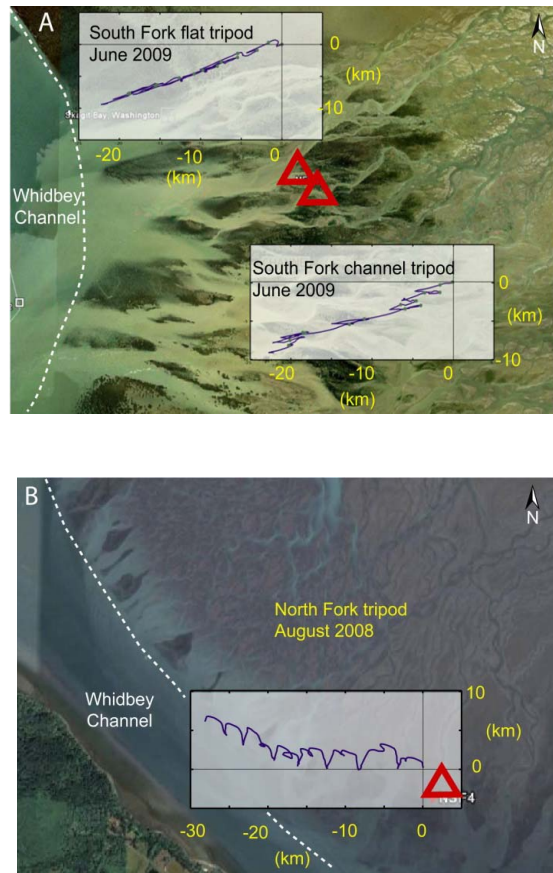 A
South Fork flat tripod
June 2009
0
(km)
-10
Skagit Bay, Washington
-20 -10 0
(km)
N
Whidbey
Channel
South Fork channel tripod
June 2009
0
(km)
-10
-20 -10 0
(km)
B
N
North Fork tripod
August 2008
Whidbey
Channel
10
(km)
0
NSF4
-30 -20 -10 0
(km)